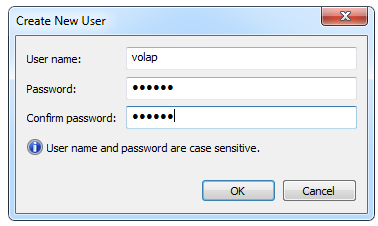 Create New User
User name: volap
Password: ●●●●●●
Confirm password: ●●●●●●
User name and password are case sensitive.
OK Cancel